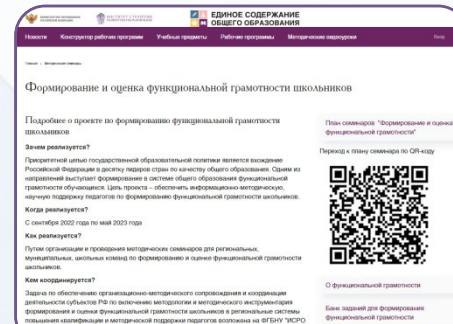 ИНСТИТУТ СТРАТЕГИИ
ЕДИНОЕ СОДЕРЖАНИЕ
ОБЩЕГО ОБРАЗОВАНИЯ
Новости Конструктор рабочих программ Учебные предметы Рабочие программы Методические видеоуроки Вход
Главная Методические семинары
Формирование и оценка функциональной грамотности школьников
Подробнее о проекте по формированию функциональной грамотности
школьников
Зачем реализуется?
Приоритетной целью государственной образовательной политики является вхождение
Российской Федерации в десятку лидеров стран по качеству общего образования. Одним из
направлений выступает формирование в системе общего образования функциональной
грамотности обучающихся. Цель проекта – обеспечить информационно-методическую,
научную поддержку педагогов по формированию функциональной грамотности школьников.
Когда реализуется?
С сентября 2022 года по май 2023 года
Как реализуется?
Путем организации и проведения методических семинаров для региональных,
муниципальных, школьных команд по формированию и оценке функциональной грамотности
школьников.
Кем координируется?
Задача по обеспечению организационно-методического сопровождения и координации
деятельности субъектов РФ по включению методологии и методического инструментария
формирования и оценки функциональной грамотности школьников в региональные системы
повышения квалификации и методической поддержки педагогов возложена на ФГБНУ "ИСРО
План семинаров "Формирование и оценка
функциональной грамотности"
Переход к плану семинара по QR-коду
О функциональной грамотности
Банк заданий для формирования
функциональной грамотности